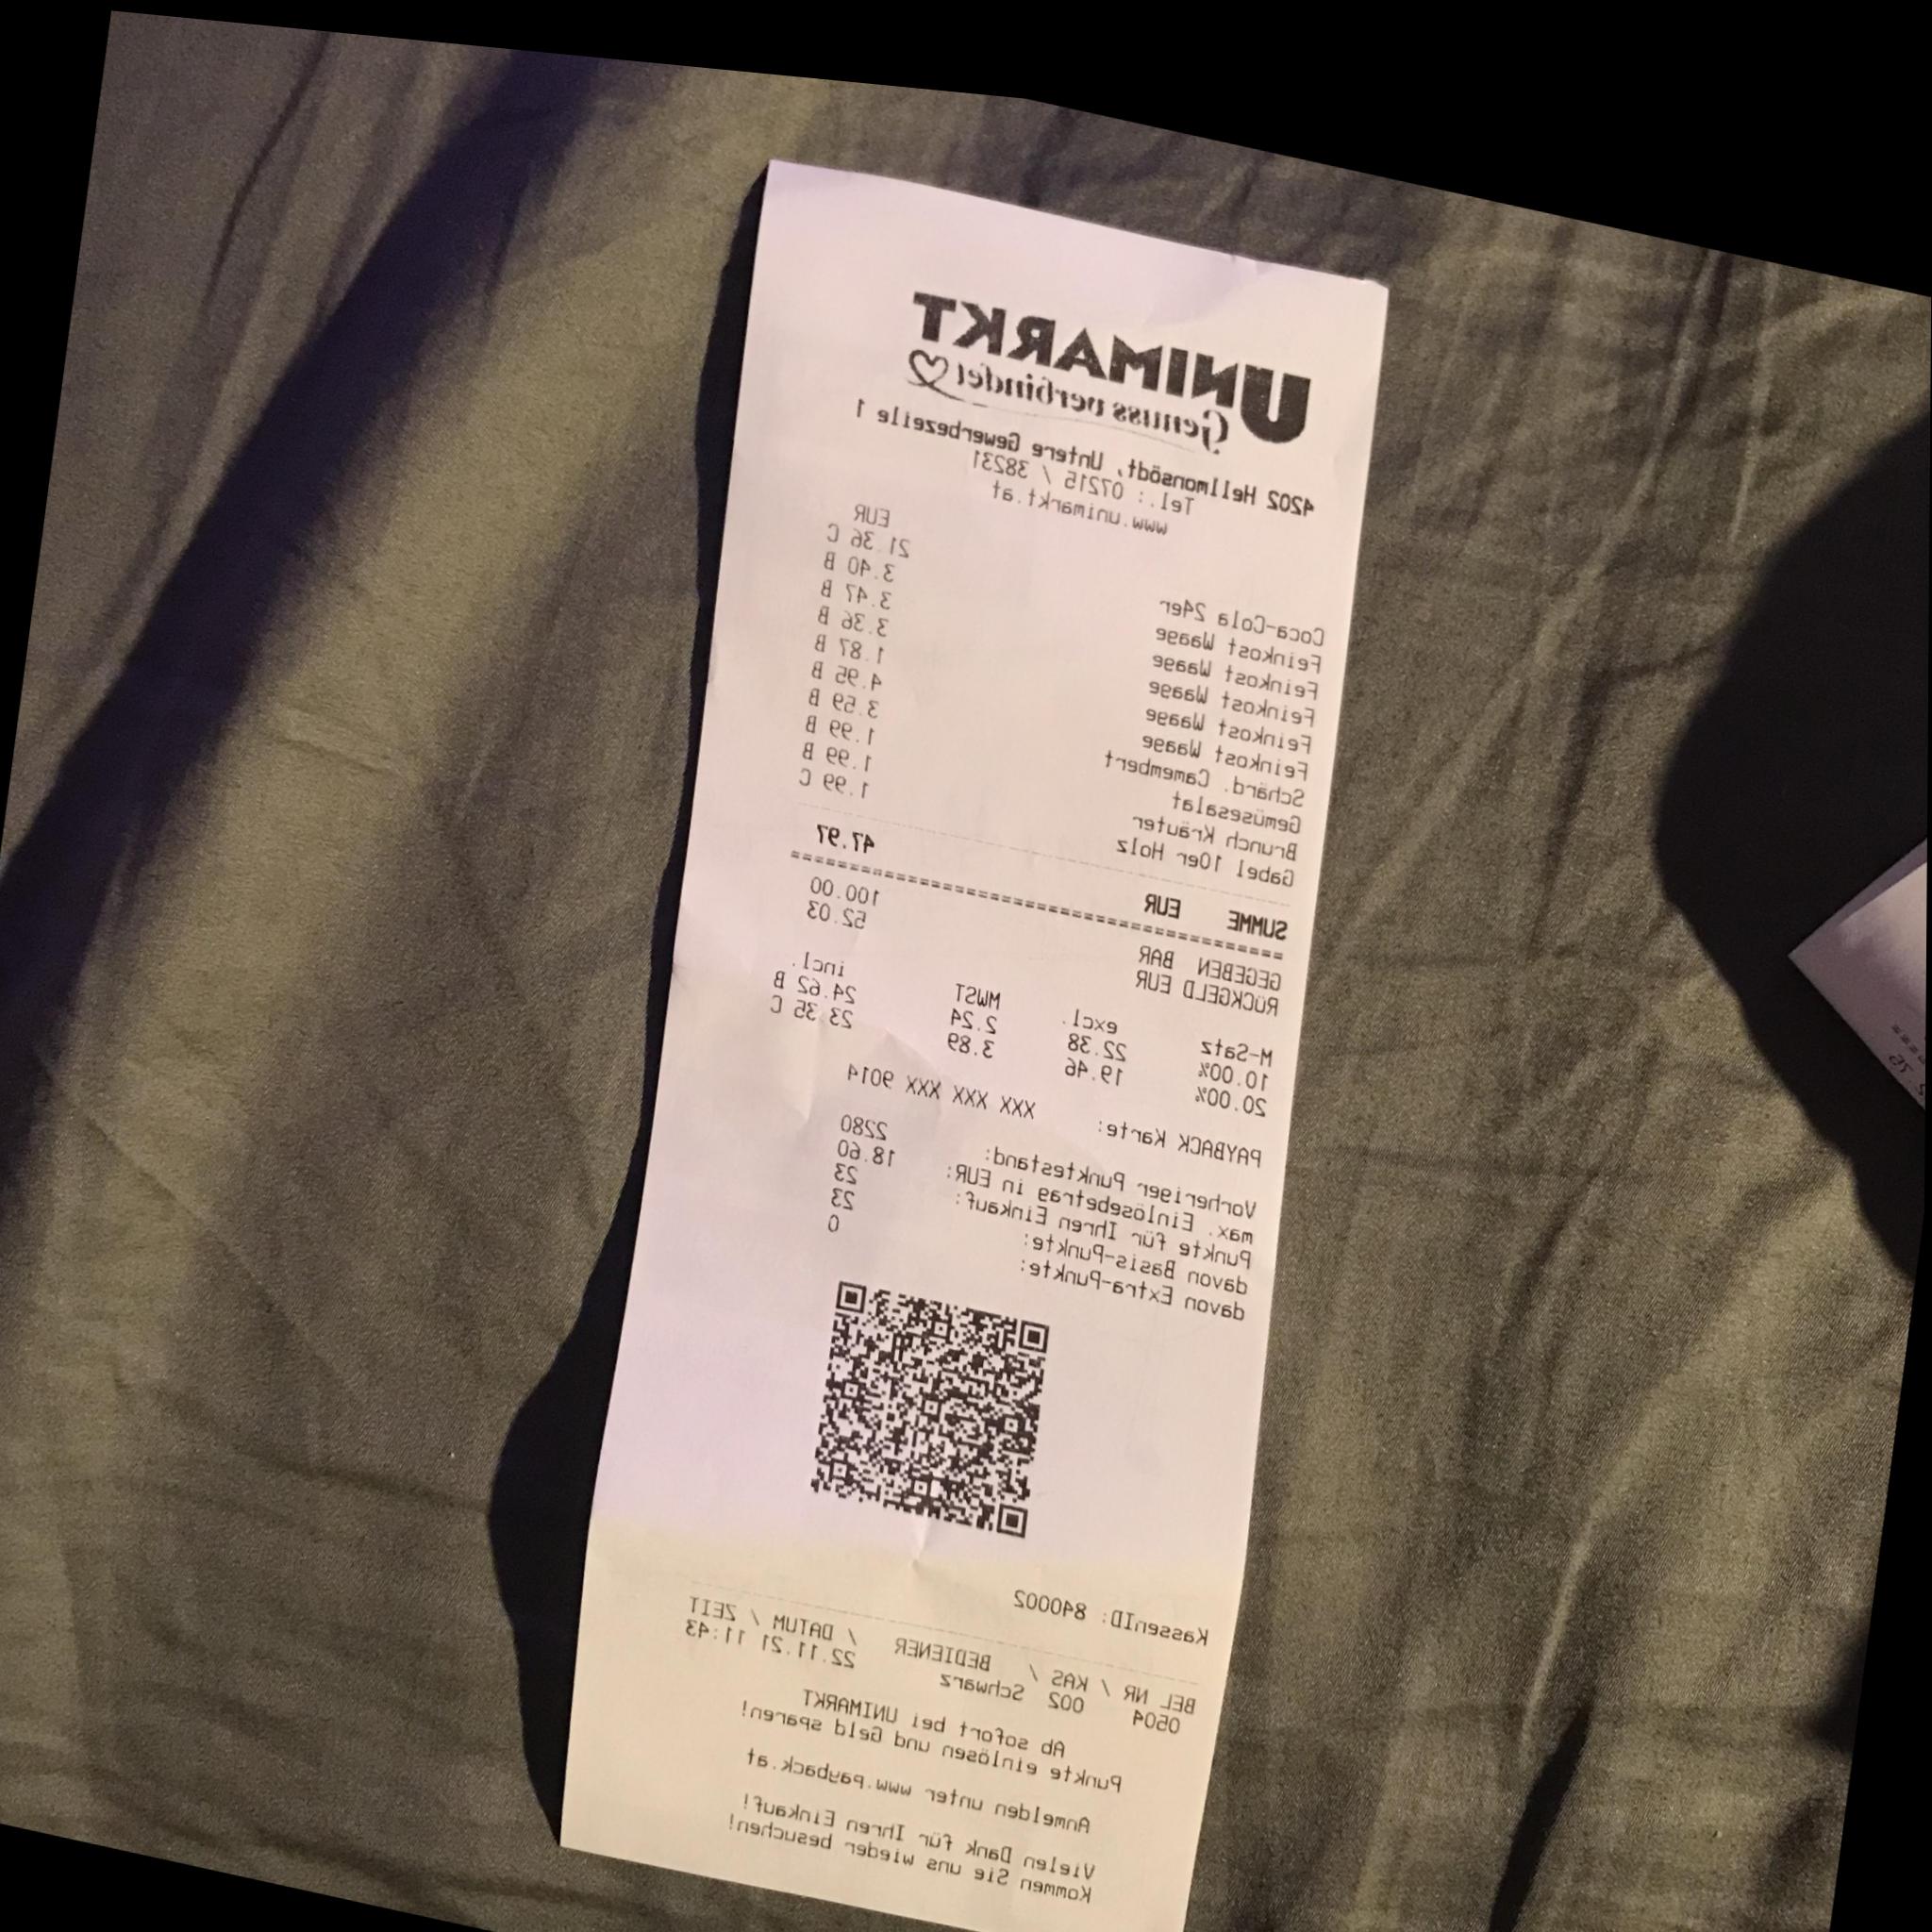 UNIMARKT
Genuss verbindet
4202 Hellmonsödt, Untere Gewerbezeile 1
Tel.: 07215 / 38231
www.unimarkt.at
EUR
Coca-Cola 24er 21.36 C
Feinkost Waage 3.40 B
Feinkost Waage 3.47 B
Feinkost Waage 3.36 B
Feinkost Waage 1.87 B
Feinkost Waage 4.95 B
Schärd. Camembert 3.59 B
Gemüsesalat 1.99 B
Brunch Kräuter 1.99 B
Gabel 10er Holz 1.99 C
SUMME EUR 47.97
GEGEBEN BAR 100.00
RÜCKGELD EUR 52.03
M-Satz excl. MWST incl.
10.00% 22.38 2.24 24.62 B
20.00% 19.46 3.89 23.35 C
PAYBACK Karte: XXX XXX XXX 9014
Vorheriger Punktestand: 2280
max. Einlösebetrag in EUR: 18.60
Punkte für Ihren Einkauf: 23
davon Basis-Punkte: 23
davon Extra-Punkte: 0
KassenID: 840002
BEL NR / KAS / BEDIENER / DATUM / ZEIT
0504 002 Schwarz 22.11.21 11:43
Ab sofort bei UNIMARKT
Punkte einlösen und Geld sparen!
Anmelden unter www.payback.at
Vielen Dank für Ihren Einkauf!
Kommen Sie uns wieder besuchen!